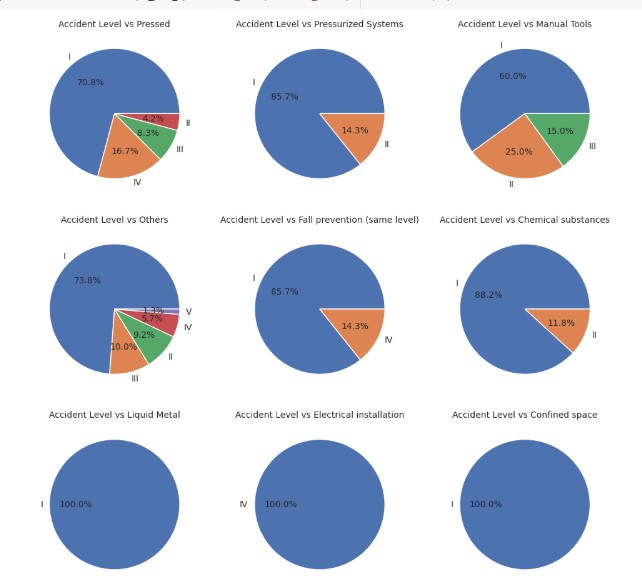 Accident Level vs Pressed
I
70.8%
4.2%
II
8.3%
III
16.7%
IV
Accident Level vs Pressurized Systems
I
85.7%
14.3%
II
Accident Level vs Manual Tools
I
60.0%
15.0%
III
25.0%
II
Accident Level vs Others
I
73.8%
1.3%
V
5.7%
IV
9.2%
II
10.0%
III
Accident Level vs Fall prevention (same level)
I
85.7%
14.3%
IV
Accident Level vs Chemical substances
I
88.2%
11.8%
II
Accident Level vs Liquid Metal
I
100.0%
Accident Level vs Electrical installation
IV
100.0%
Accident Level vs Confined space
I
100.0%